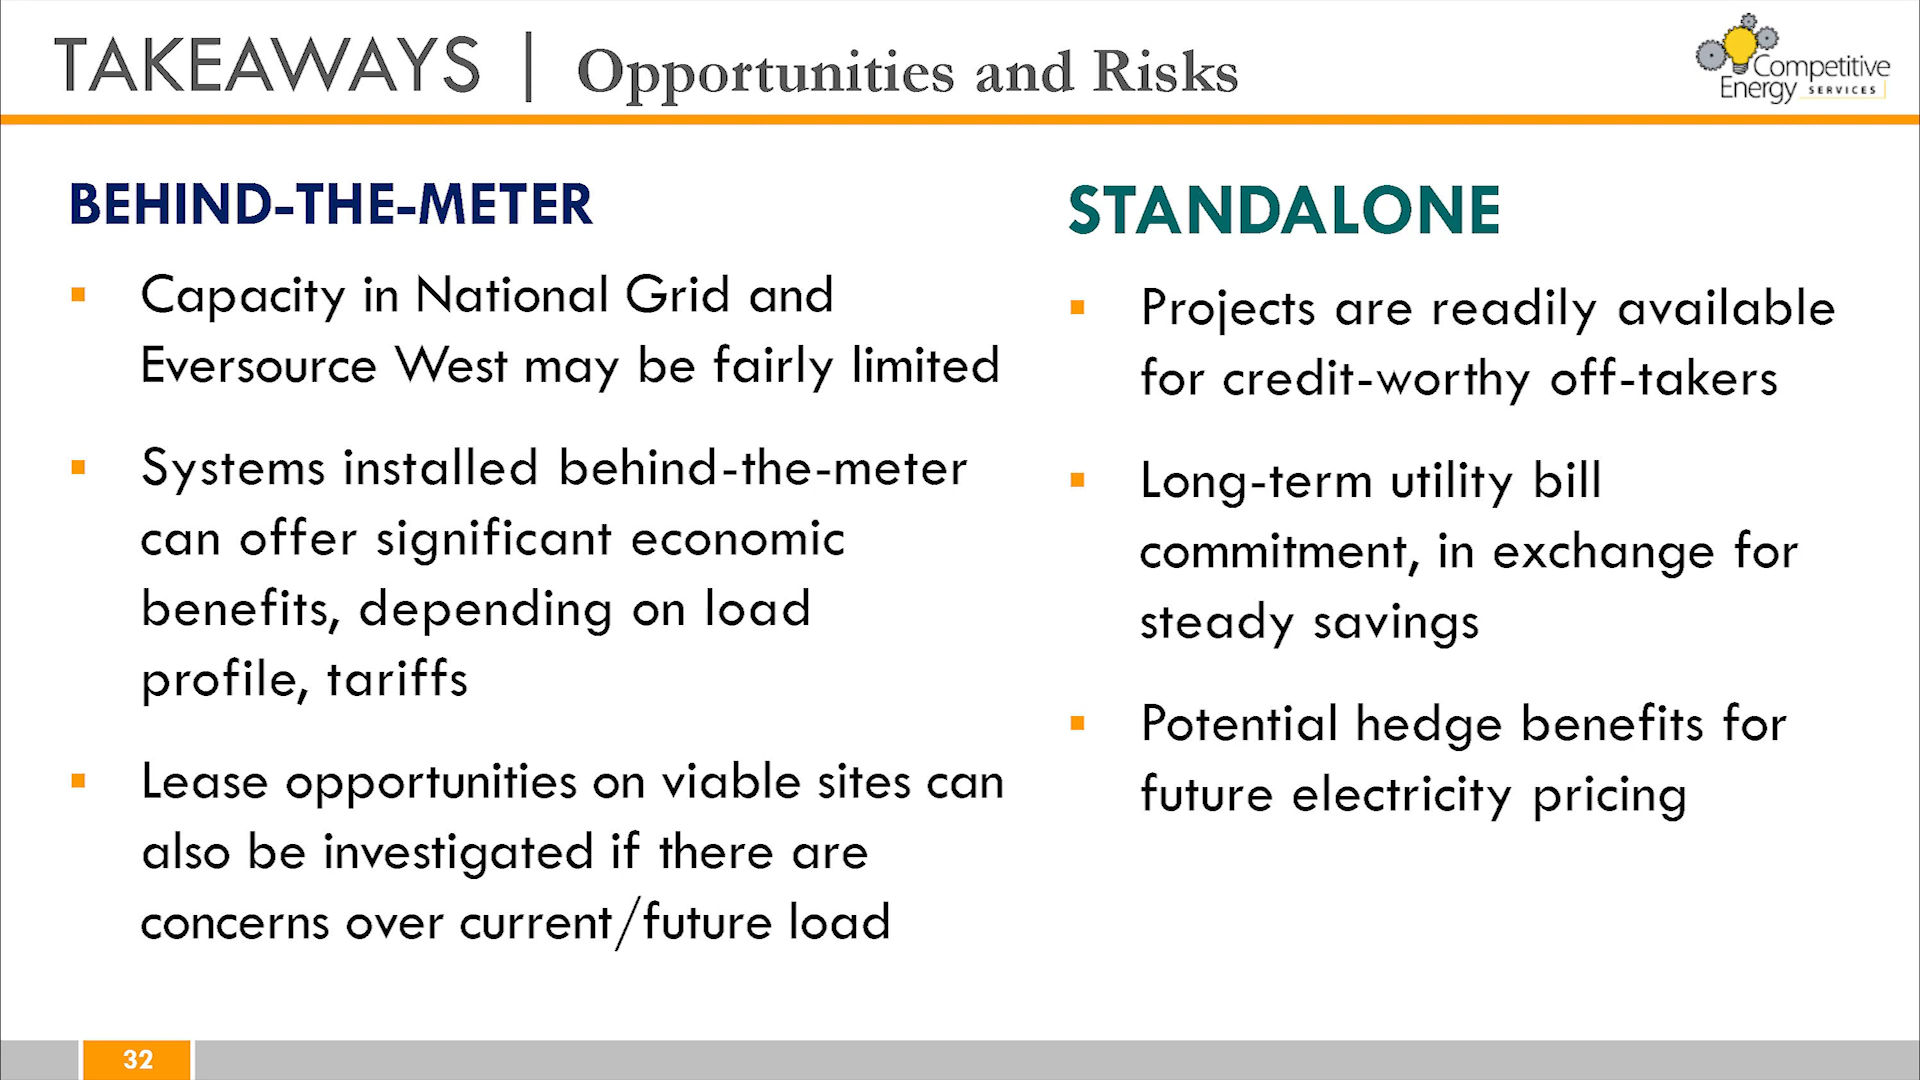 TAKEAWAYS | Opportunities and Risks
Competitive
Energy SERVICES
BEHIND-THE-METER
▪ Capacity in National Grid and
Eversource West may be fairly limited
▪ Systems installed behind-the-meter
can offer significant economic
benefits, depending on load
profile, tariffs
▪ Lease opportunities on viable sites can
also be investigated if there are
concerns over current/future load
STANDALONE
▪ Projects are readily available
for credit-worthy off-takers
▪ Long-term utility bill
commitment, in exchange for
steady savings
▪ Potential hedge benefits for
future electricity pricing
32